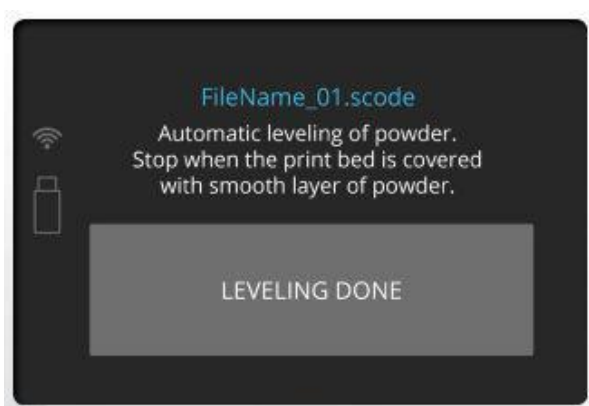 FileName_01.scode
Automatic leveling of powder.
Stop when the print bed is covered
with smooth layer of powder.
LEVELING DONE